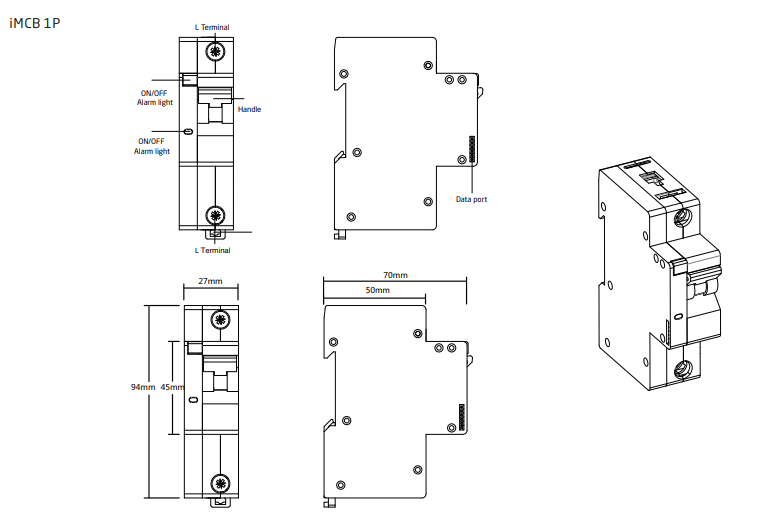 iMCB 1P
L Terminal
ON/OFF
Alarm light
Handle
ON/OFF
Alarm light
Data port
L Terminal
27mm
70mm
50mm
94mm
45mm